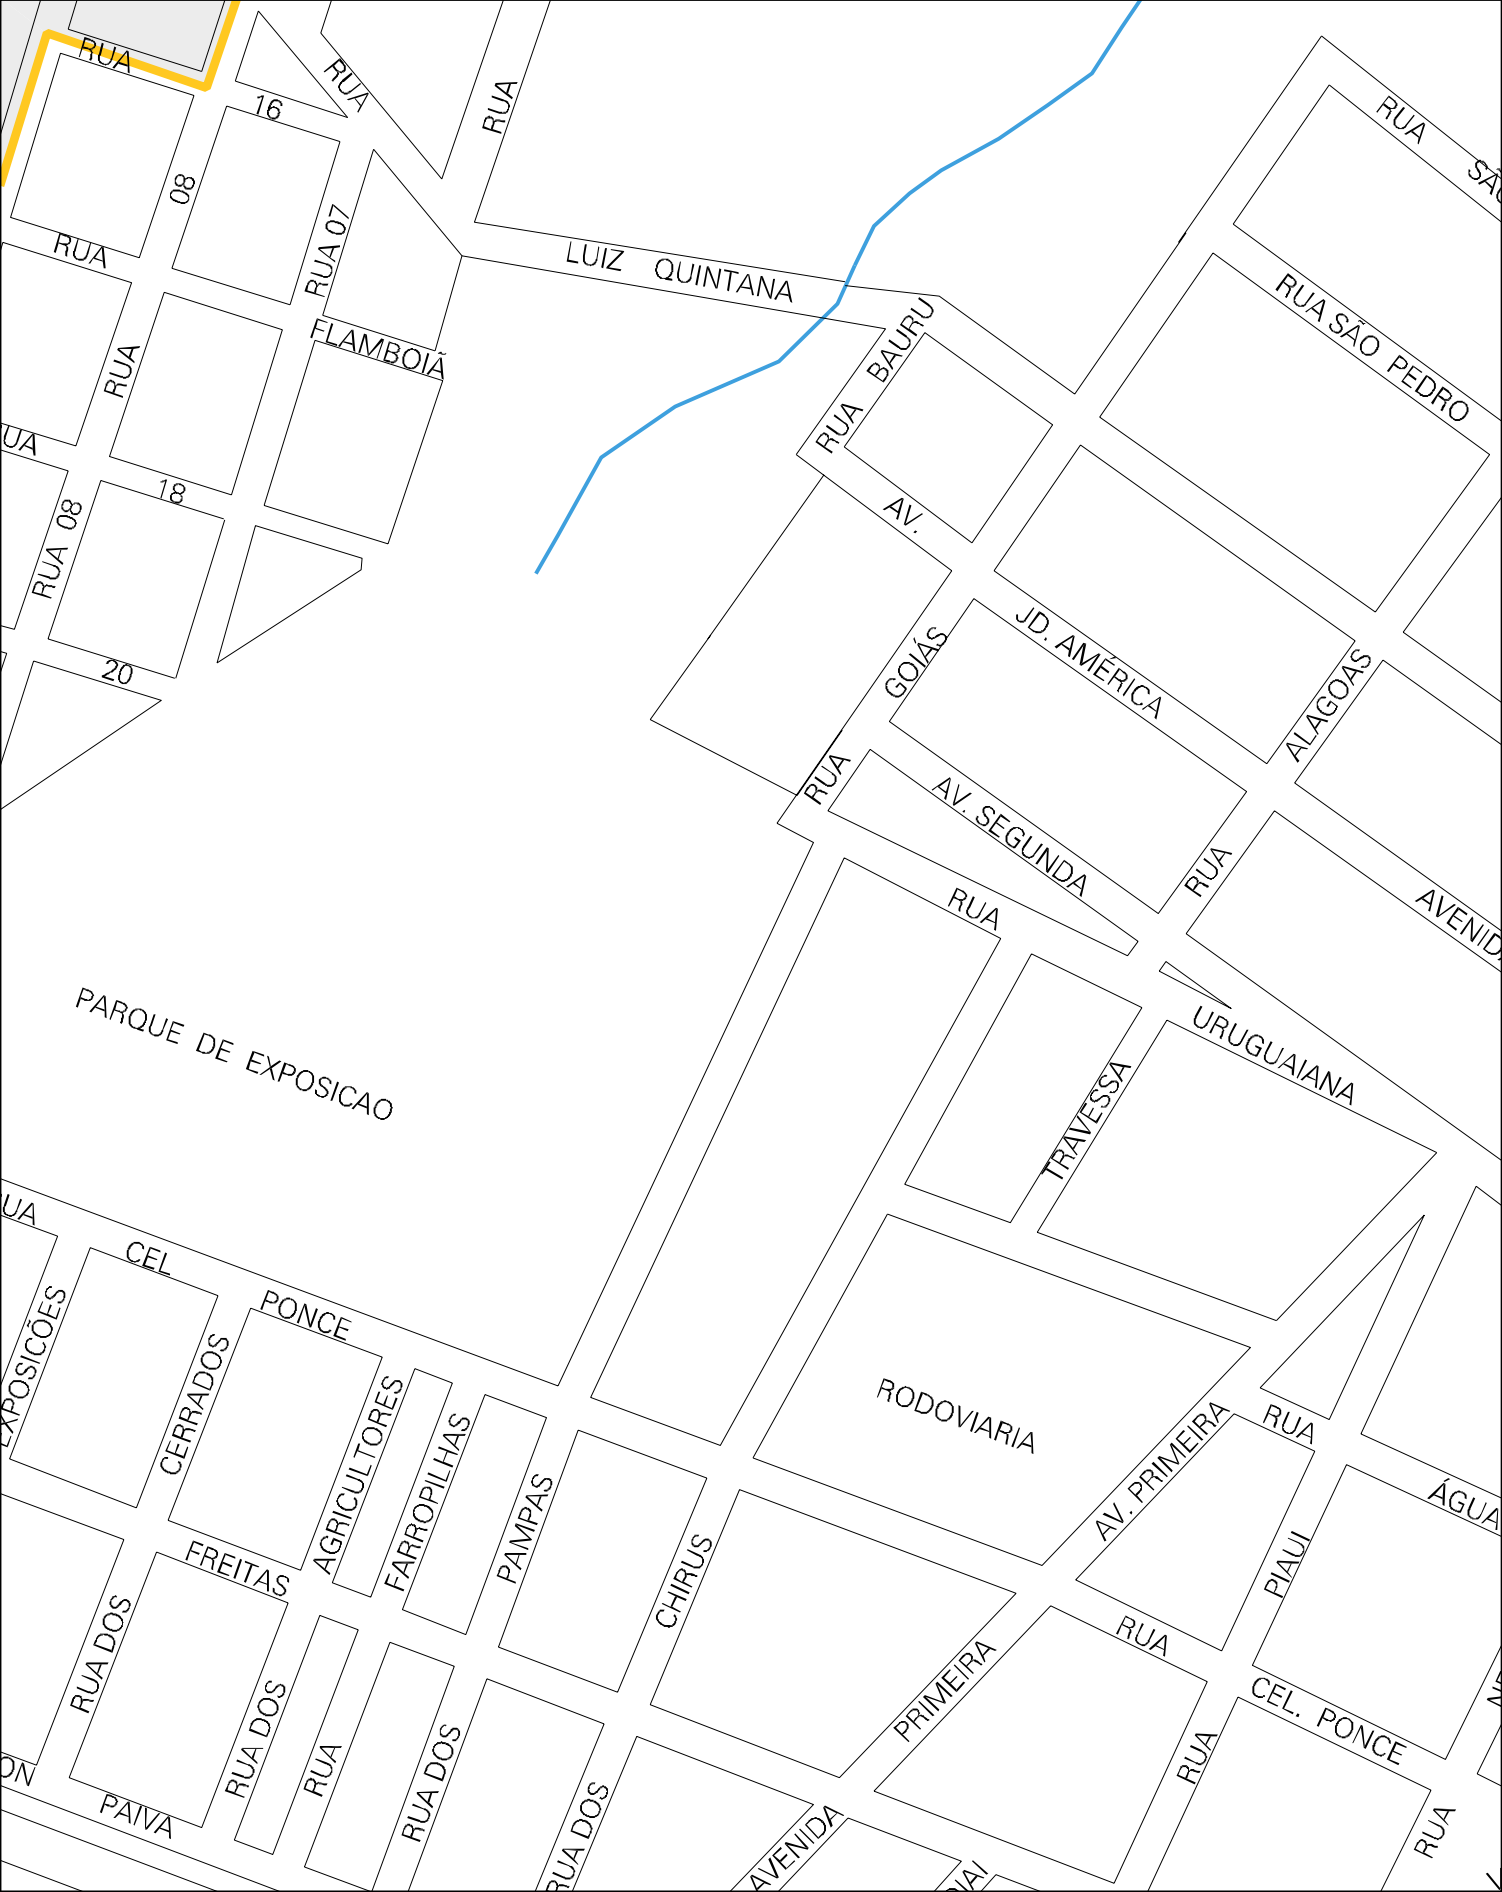 RUA
RUA
16
RUA
RUA
SÃO
08
RUA
RUA 07
LUIZ QUINTANA
RUA SÃO PEDRO
FLAMBOIÃ
RUA BAURU
RUA
UA
18
RUA 08
AV.
JD. AMÉRICA
GOIÁS
ALAGOAS
20
RUA
AV. SEGUNDA
RUA
AVENIDA
RUA
PARQUE DE EXPOSICAO
URUGUAIANA
TRAVESSA
UA
CEL
PONCE
XPOSICÕES
CERRADOS
AGRICULTORES
FARROPILHAS
PAMPAS
RODOVIARIA
AV. PRIMEIRA
RUA
ÁGUA
FREITAS
CHIRUS
PIAUI
RUA DOS
RUA
PRIMEIRA
CEL. PONCE
RUA DOS
RUA
RUA DOS
RUA DOS
RUA
RUA
ON
PAIVA
AVENIDA